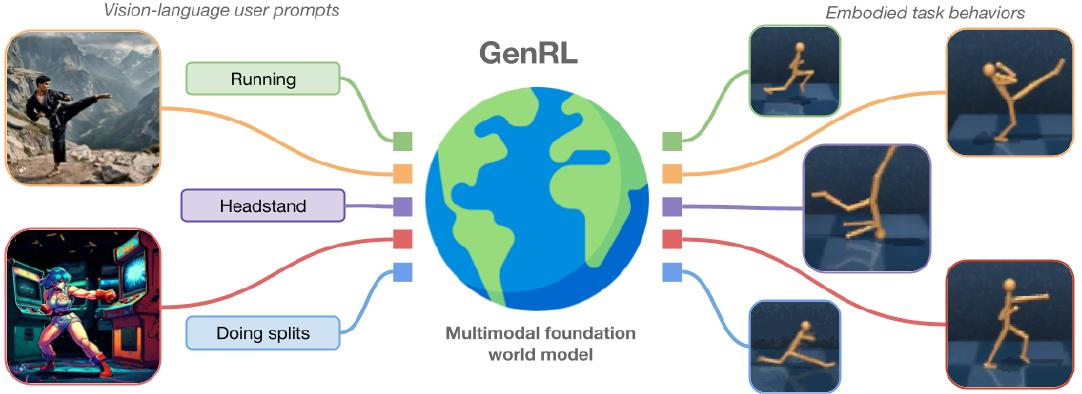 Vision-language user prompts
Embodied task behaviors
GenRL
Running
Headstand
Doing splits
Multimodal foundation
world model